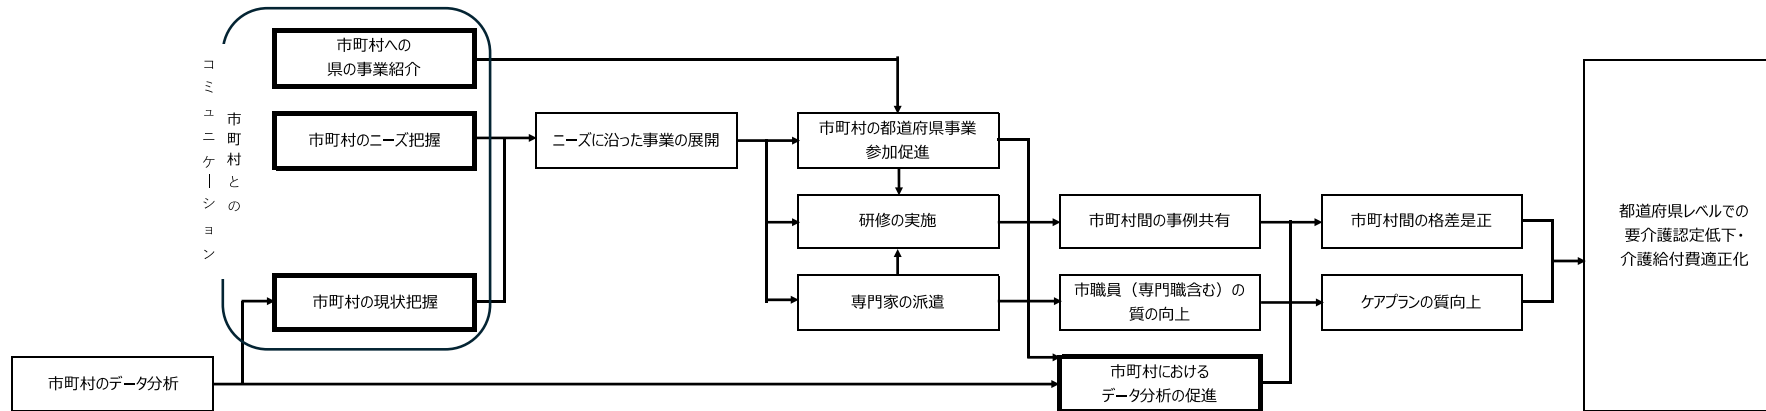 市町村との
コミュニケーション
市町村への
県の事業紹介
市町村のニーズ把握
市町村の現状把握
市町村のデータ分析
ニーズに沿った事業の展開
市町村の都道府県事業
参加促進
研修の実施
専門家の派遣
市町村間の事例共有
市職員（専門職含む）の
質の向上
市町村における
データ分析の促進
市町村間の格差是正
ケアプランの質向上
都道府県レベルでの
要介護認定低下・
介護給付費適正化